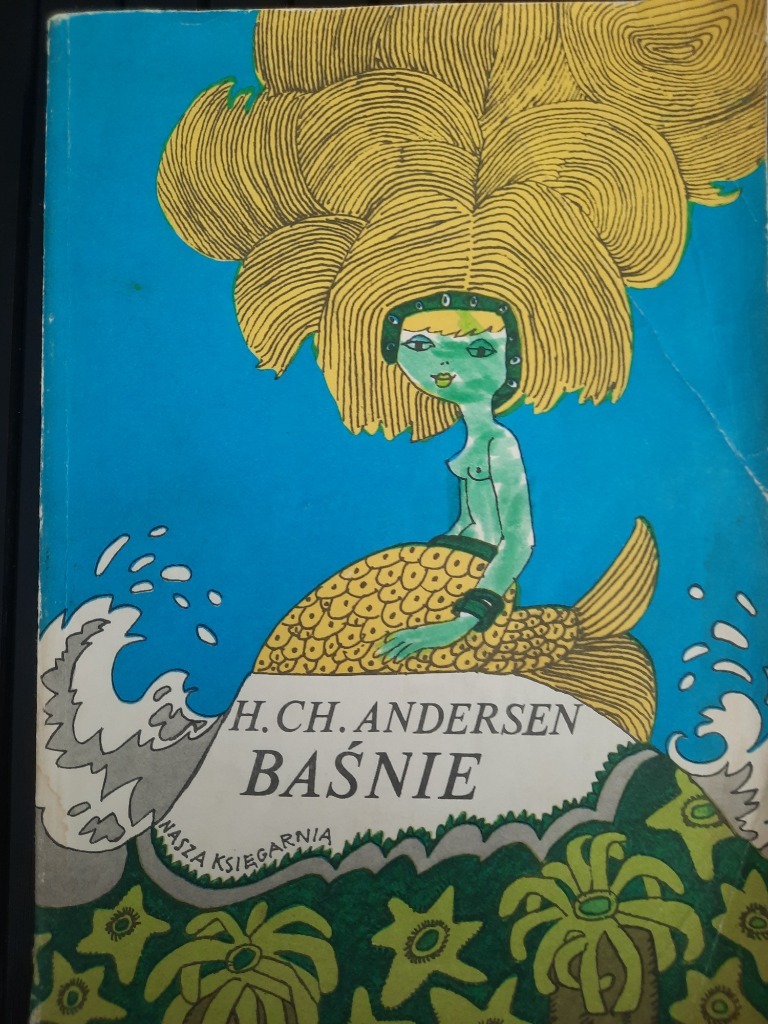 H. CH. ANDERSEN
BAŚNIE
NASZA KSIĘGARNIA